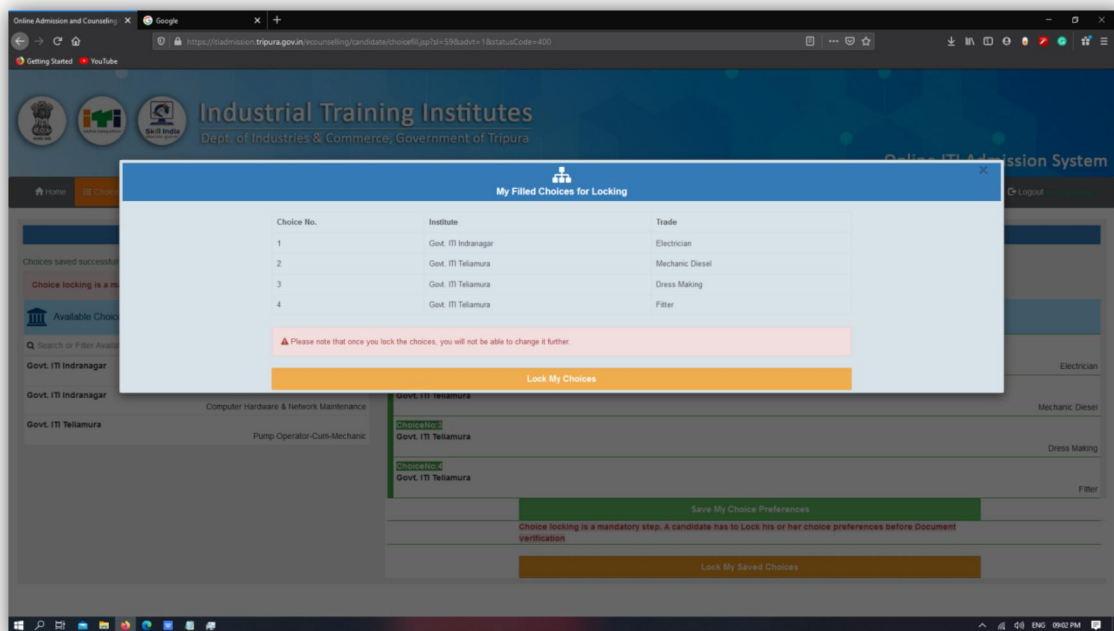 Online Admission and Counseling
Google
https://itiadmission.tripura.gov.in/ecounselling/candidate/choicefill.jsp?sl=59&advt=1&statusCode=400
Getting Started
YouTube
iTi
Skill India
Industrial Training Institutes
Dept. of Industries & Commerce, Government of Tripura
ssion System
Home
Logout
My Filled Choices for Locking
Choice No. Institute Trade
1 Govt. ITI Indranagar Electrician
2 Govt. ITI Teliamura Mechanic Diesel
3 Govt. ITI Teliamura Dress Making
4 Govt. ITI Teliamura Fitter
Please note that once you lock the choices, you will not be able to change it further.
Lock My Choices
Choices saved successful
Choice locking is a m
Available Choic
Search or Filter Availa
Govt. ITI Indranagar
Govt. ITI Indranagar
Computer Hardware & Network Maintenance
Govt. ITI Teliamura
Pump Operator-Cum-Mechanic
Electrician
Govt. ITI Teliamura
Mechanic Diesel
ChoiceNo:3
Govt. ITI Teliamura
Dress Making
ChoiceNo:4
Govt. ITI Teliamura
Fitter
Save My Choice Preferences
Choice locking is a mandatory step. A candidate has to Lock his or her choice preferences before Document
verification
Lock My Saved Choices
ENG 09:02 PM